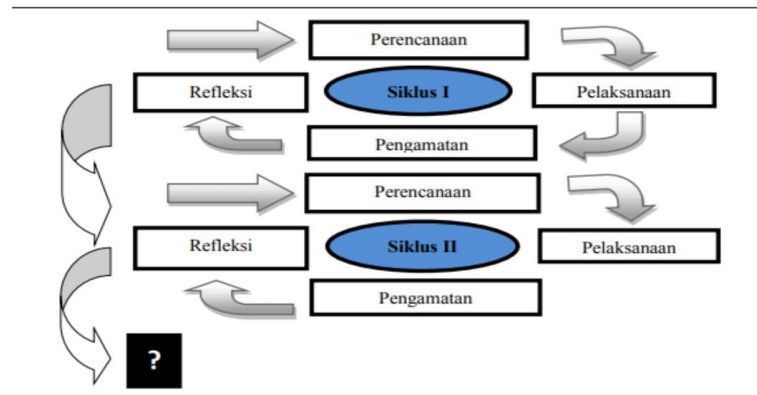 Perencanaan
Refleksi
Siklus I
Pelaksanaan
Pengamatan
Perencanaan
Refleksi
Siklus II
Pelaksanaan
Pengamatan
?